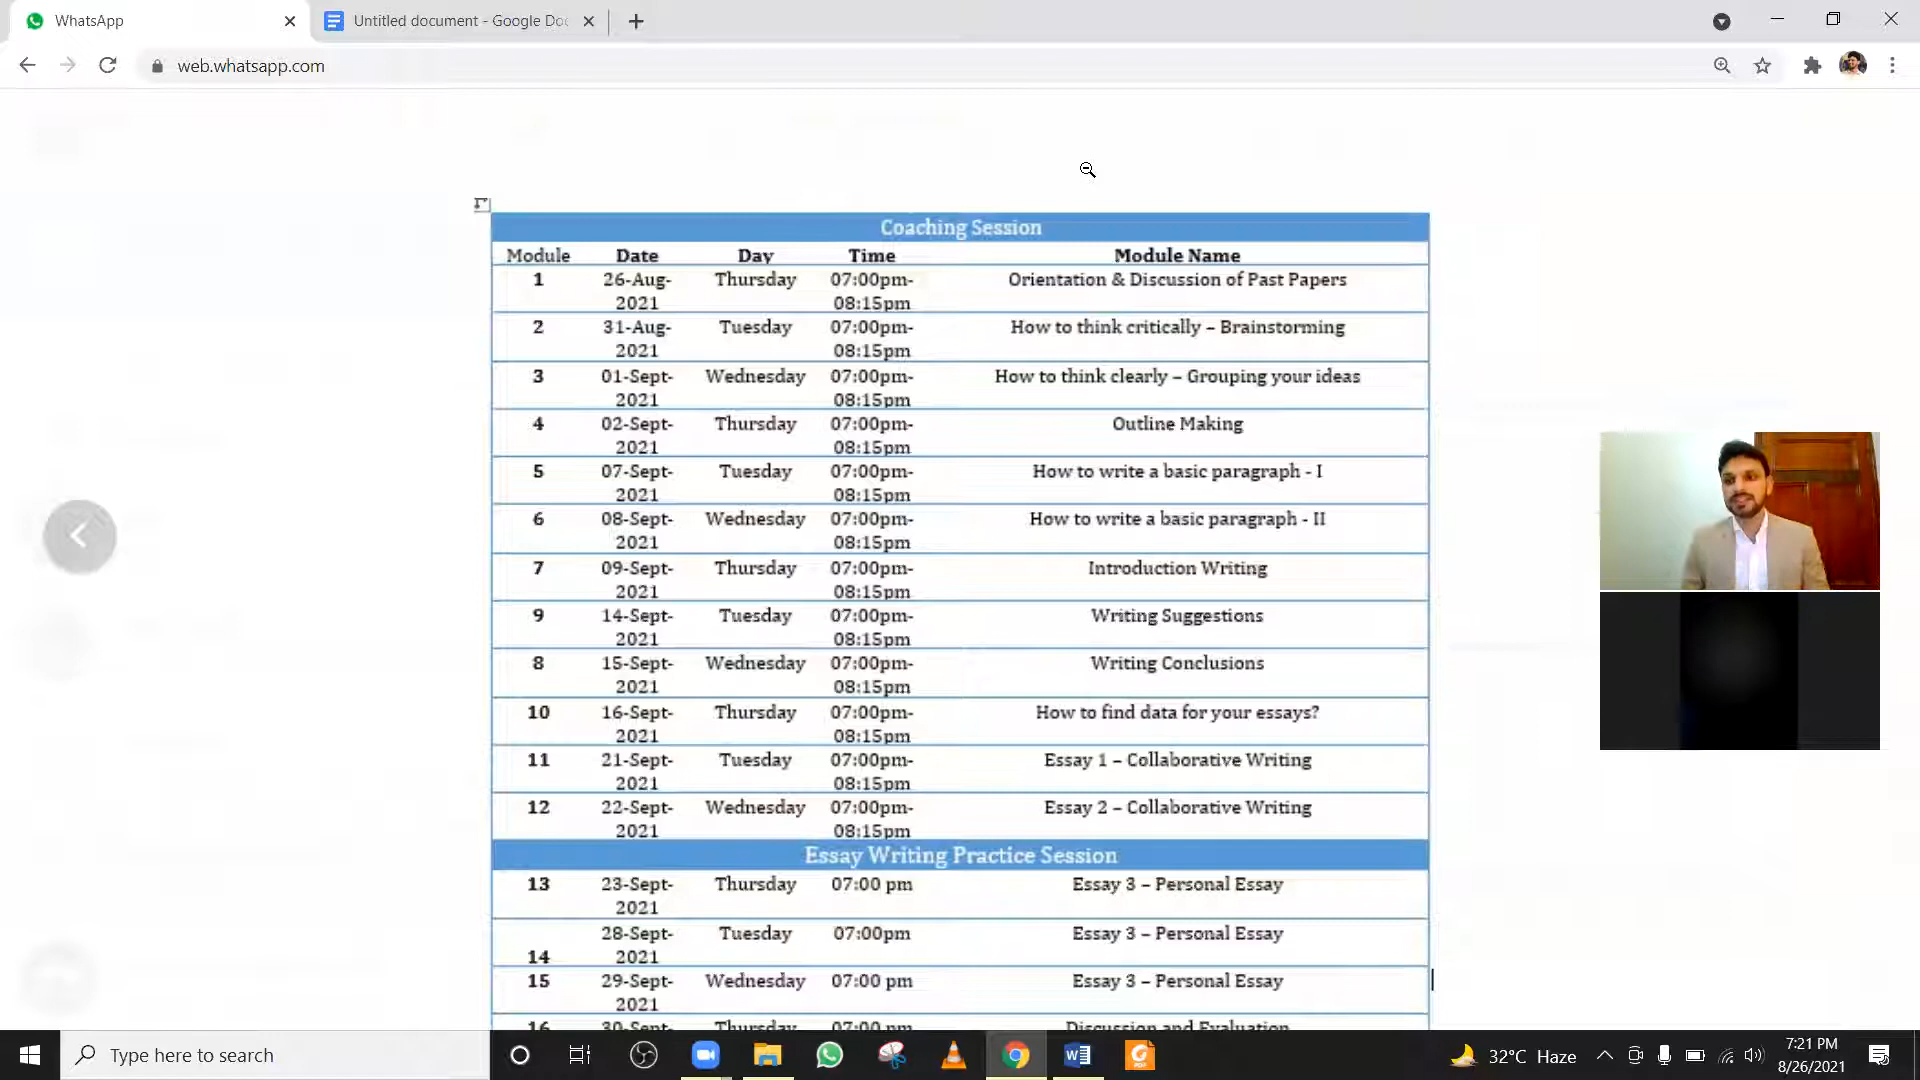 WhatsApp
Untitled document - Google Doc
web.whatsapp.com
Coaching Session
Module Date Day Time Module Name
1 26-Aug- Thursday 07:00pm- Orientation & Discussion of Past Papers
2021 08:15pm
2 31-Aug- Tuesday 07:00pm- How to think critically – Brainstorming
2021 08:15pm
3 01-Sept- Wednesday 07:00pm- How to think clearly – Grouping your ideas
2021 08:15pm
4 02-Sept- Thursday 07:00pm- Outline Making
2021 08:15pm
5 07-Sept- Tuesday 07:00pm- How to write a basic paragraph - I
2021 08:15pm
6 08-Sept- Wednesday 07:00pm- How to write a basic paragraph - II
2021 08:15pm
7 09-Sept- Thursday 07:00pm- Introduction Writing
2021 08:15pm
9 14-Sept- Tuesday 07:00pm- Writing Suggestions
2021 08:15pm
8 15-Sept- Wednesday 07:00pm- Writing Conclusions
2021 08:15pm
10 16-Sept- Thursday 07:00pm- How to find data for your essays?
2021 08:15pm
11 21-Sept- Tuesday 07:00pm- Essay 1 – Collaborative Writing
2021 08:15pm
12 22-Sept- Wednesday 07:00pm- Essay 2 – Collaborative Writing
2021 08:15pm
Essay Writing Practice Session
13 23-Sept- Thursday 07:00 pm Essay 3 – Personal Essay
2021
28-Sept- Tuesday 07:00pm Essay 3 – Personal Essay
14 2021
15 29-Sept- Wednesday 07:00 pm Essay 3 – Personal Essay
2021
16 30-Sept- Thursday 07:00 pm Discussion and Evaluation
Type here to search
32°C Haze
7:21 PM
8/26/2021